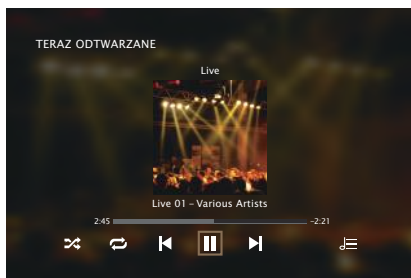 TERAZ ODTWARZANE
Live
Live 01 – Various Artists
2:45
-2:21